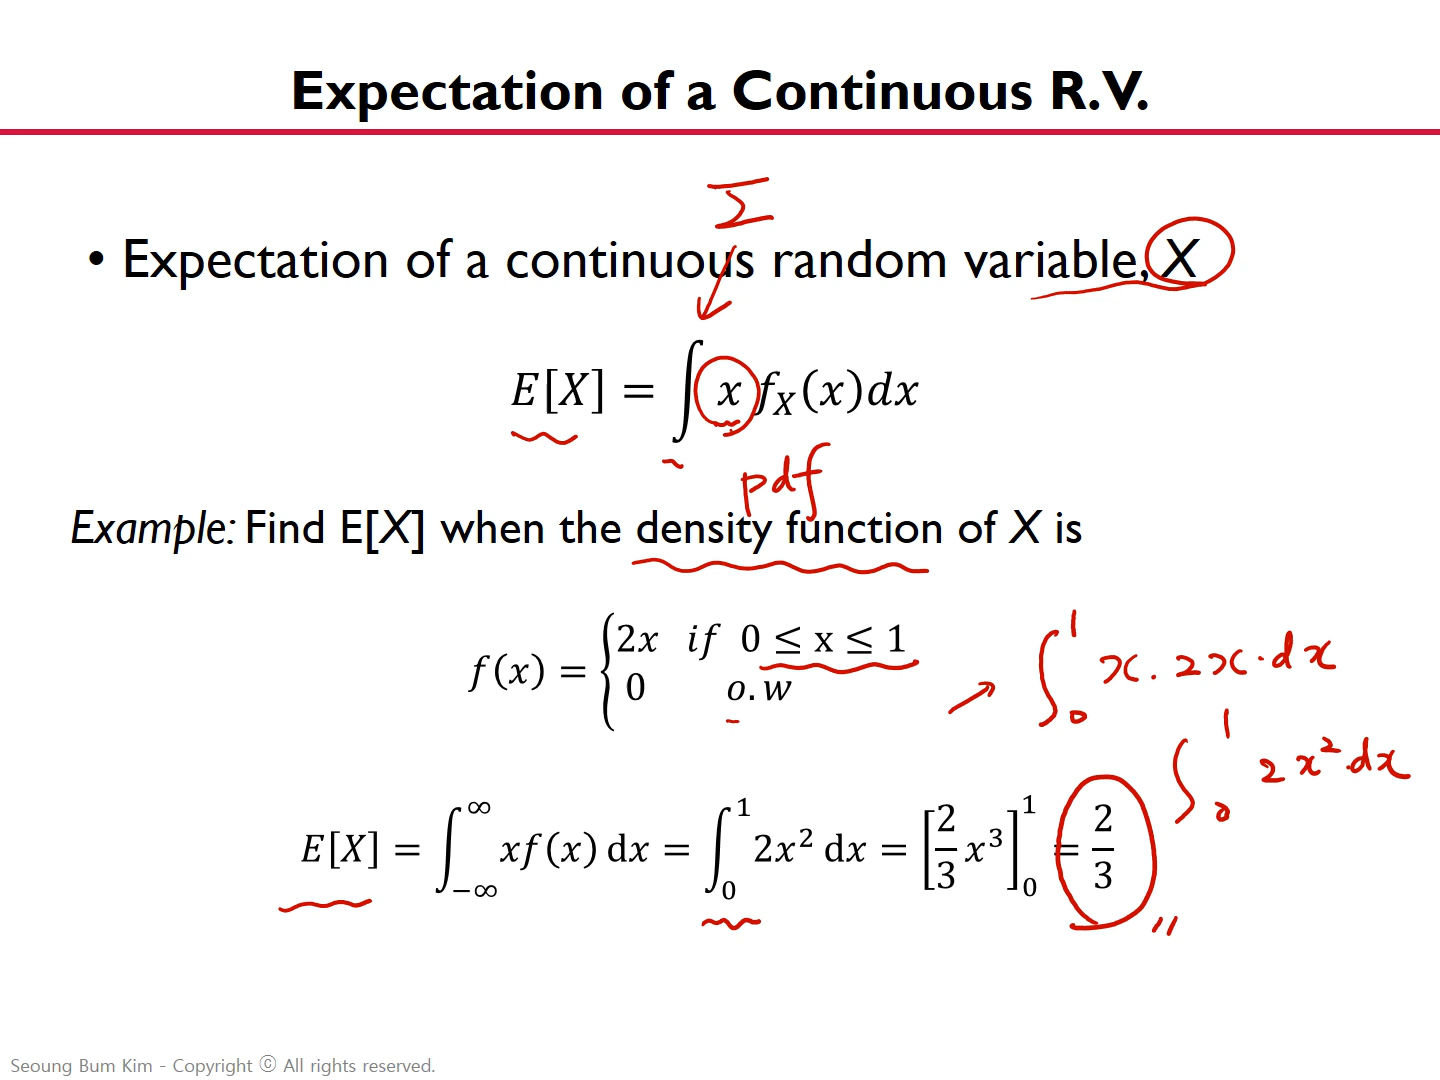 Expectation of a Continuous R.V.
Σ
• Expectation of a continuous random variable, X
E[X] = ∫ x f_X(x)dx
pdf
Example: Find E[X] when the density function of X is
f(x) = { 2x if 0 ≤ x ≤ 1
0 o.w
→ ∫₀¹ x · 2x · dx
∫₀¹ 2x² · dx
E[X] = ∫_{-∞}^{∞} xf(x) dx = ∫₀¹ 2x² dx = [2/3 x³]₀¹ = 2/3 〃
Seoung Bum Kim - Copyright ⓒ All rights reserved.